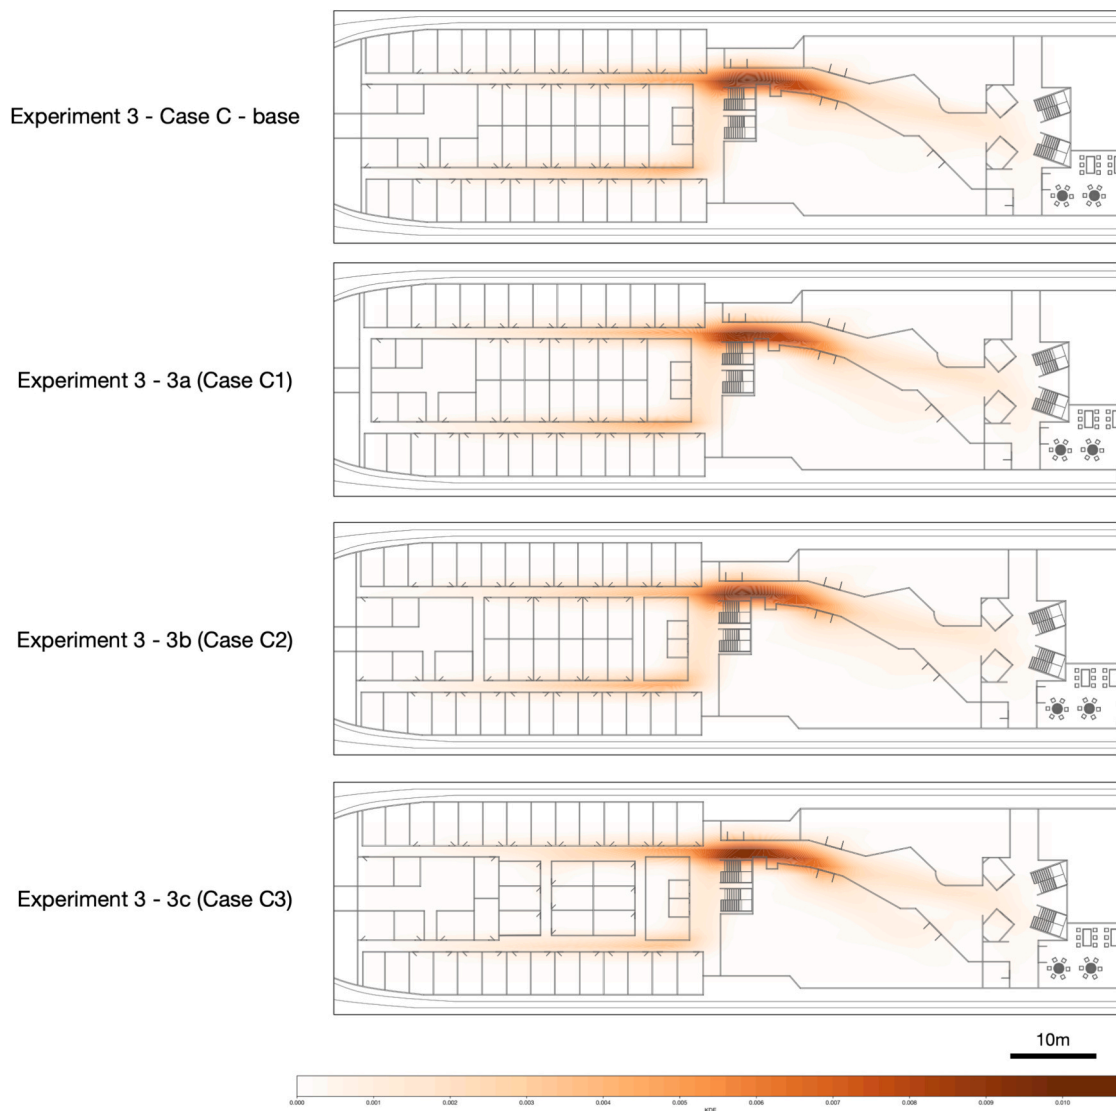 Experiment 3 - Case C - base
Experiment 3 - 3a (Case C1)
Experiment 3 - 3b (Case C2)
Experiment 3 - 3c (Case C3)
10m
0.000 0.001 0.002 0.003 0.004 0.005 0.006 0.007 0.008 0.009 0.010
KDE